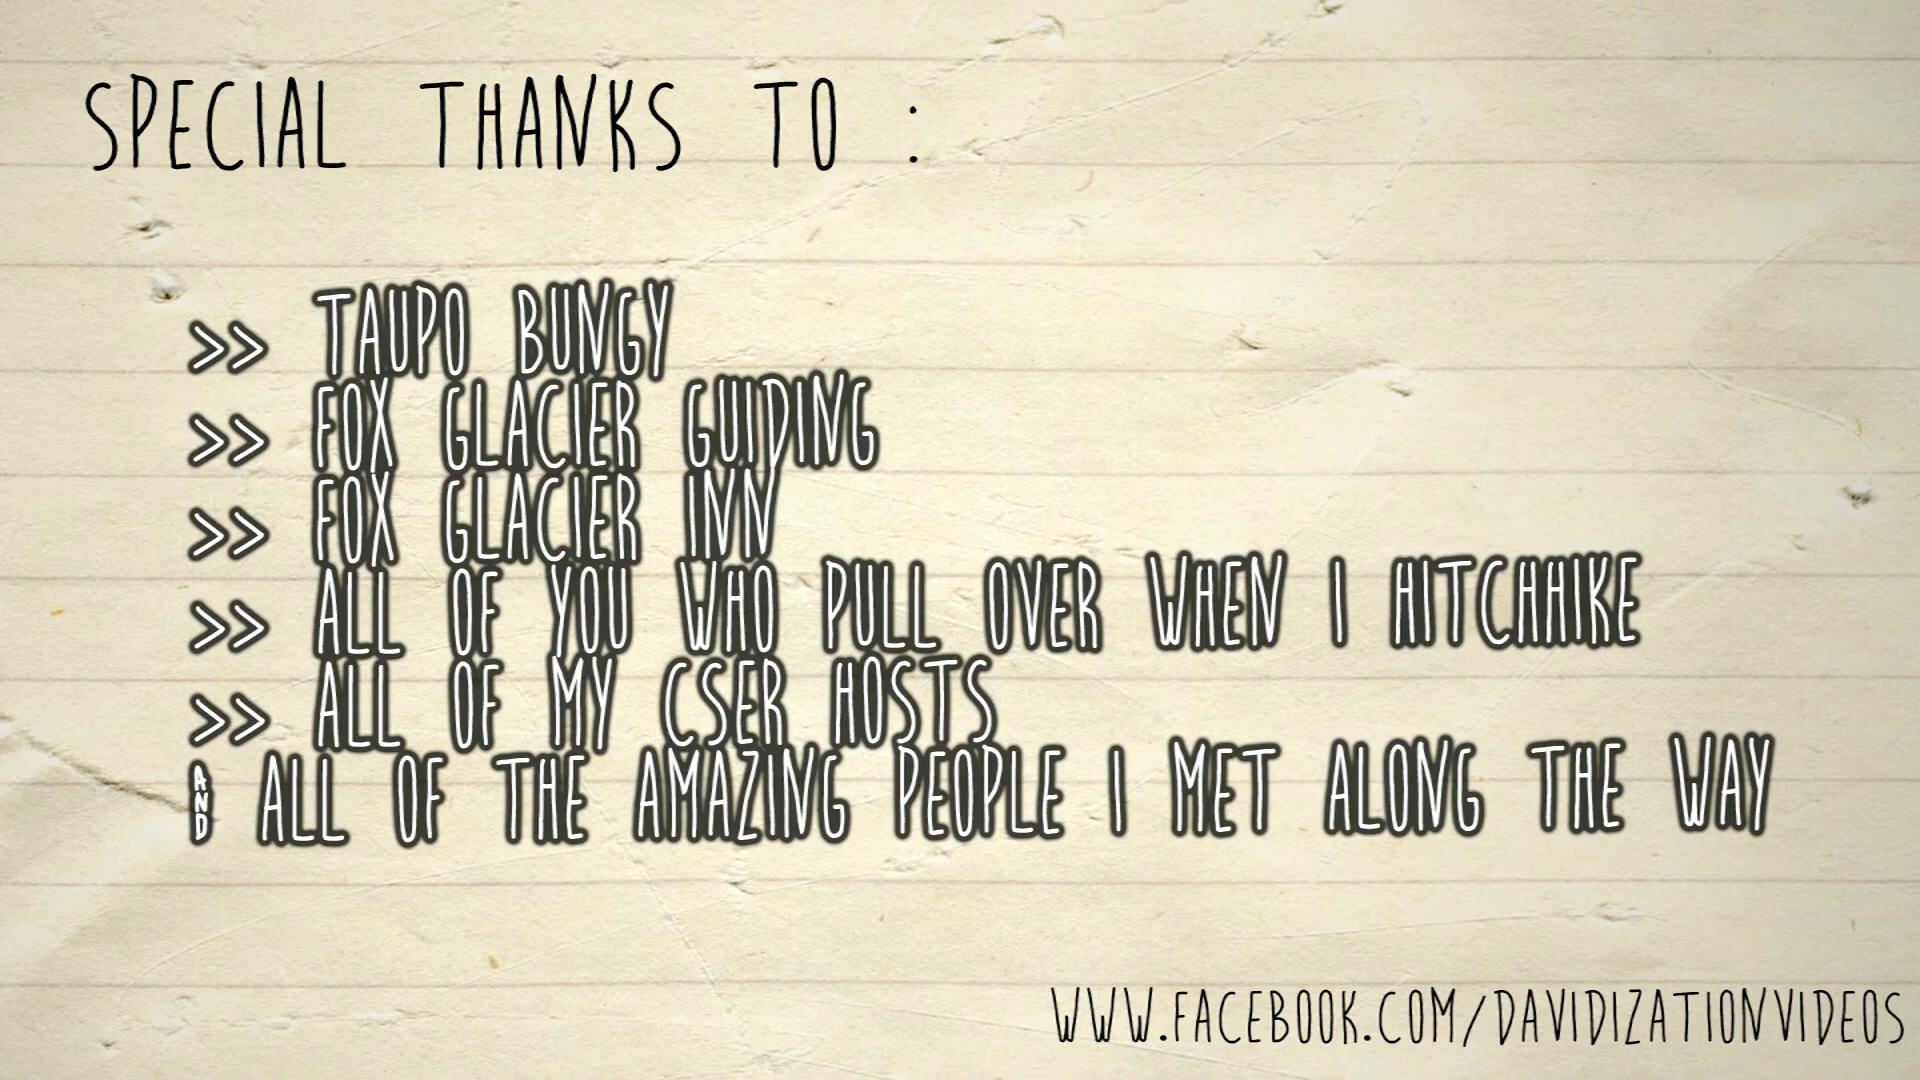 SPECIAL THANKS TO :
>> TAUPO BUNGY
>> FOX GLACIER GUIDING
>> FOX GLACIER INN
>> ALL OF YOU WHO PULL OVER WHEN I HITCHHIKE
>> ALL OF MY CSER HOSTS
AND ALL OF THE AMAZING PEOPLE I MET ALONG THE WAY
WWW.FACEBOOK.COM/DAVIDIZATIONVIDEOS